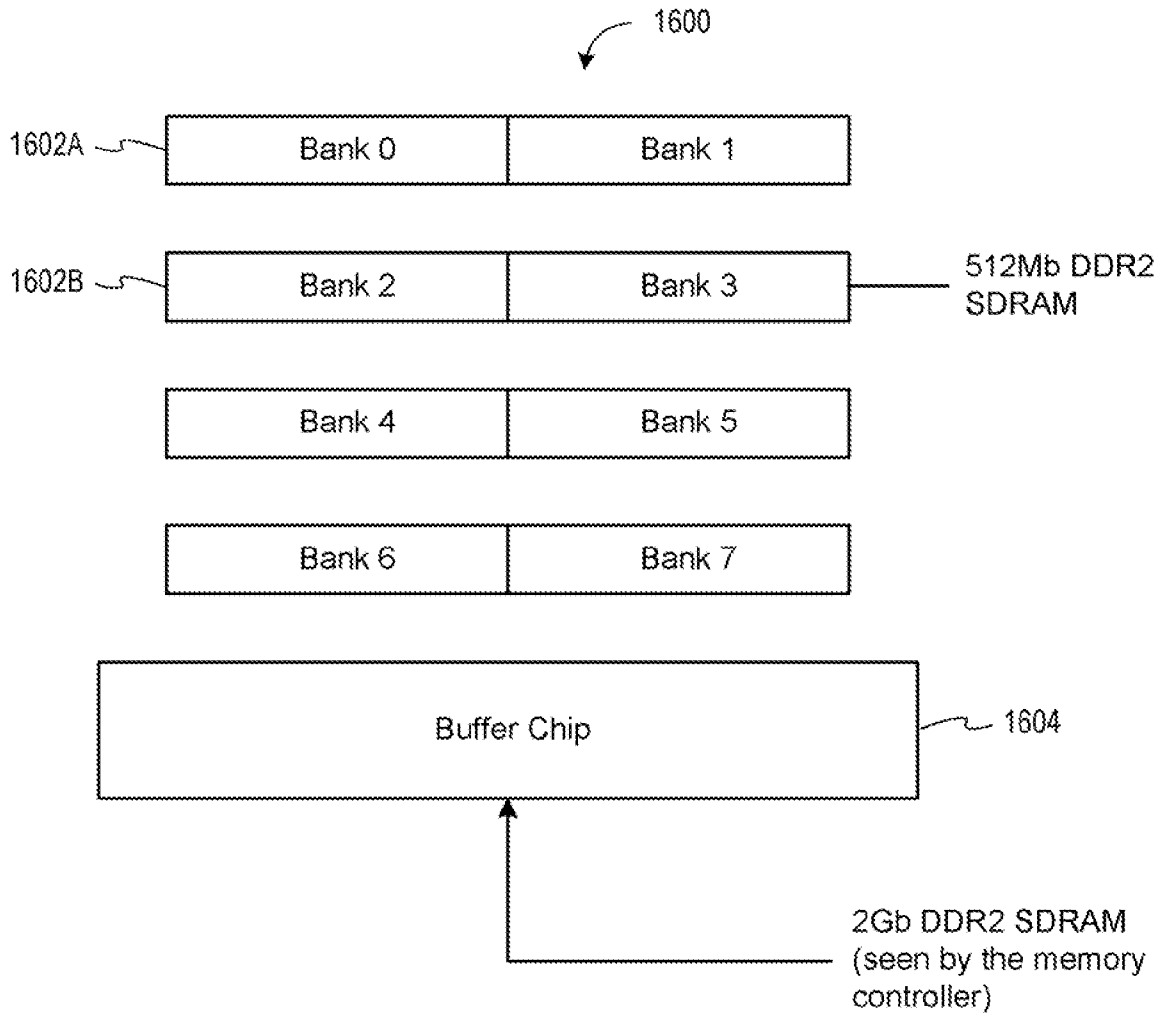 1600
1602A
Bank 0
Bank 1
1602B
Bank 2
Bank 3
512Mb DDR2
SDRAM
Bank 4
Bank 5
Bank 6
Bank 7
Buffer Chip
1604
2Gb DDR2 SDRAM
(seen by the memory
controller)